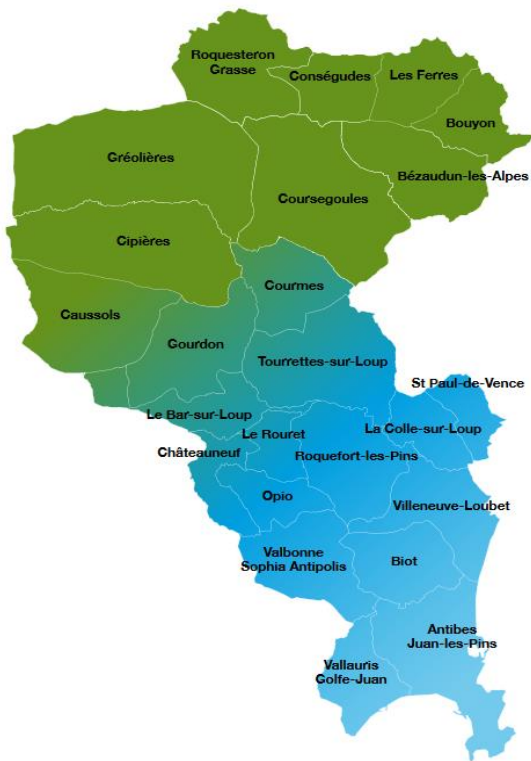 Roquesteron
Grasse
Conségudes
Les Ferres
Bouyon
Gréolières
Bézaudun-les-Alpes
Coursegoules
Cipières
Courmes
Caussols
Gourdon
Tourrettes-sur-Loup
St Paul-de-Vence
Le Bar-sur-Loup
La Colle-sur-Loup
Le Rouret
Châteauneuf
Roquefort-les-Pins
Opio
Villeneuve-Loubet
Valbonne
Sophia Antipolis
Biot
Antibes
Juan-les-Pins
Vallauris
Golfe-Juan